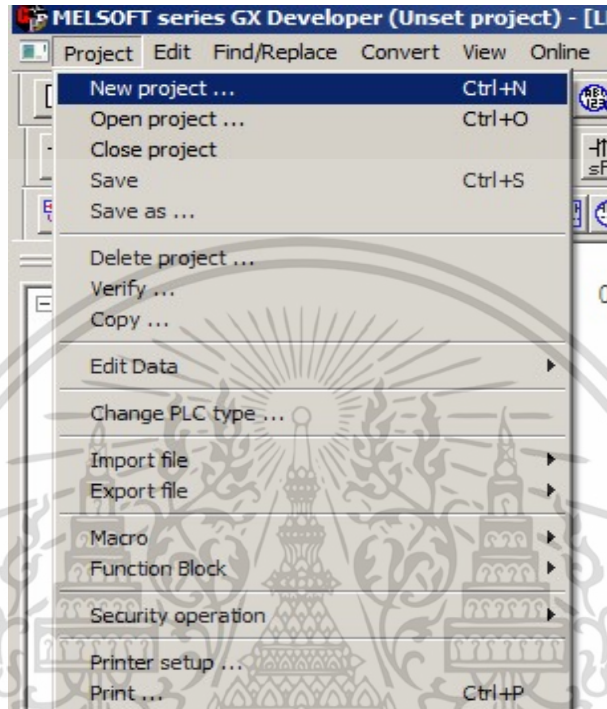 MELSOFT series GX Developer (Unset project) - [L
Project Edit Find/Replace Convert View Online
New project ... Ctrl+N
Open project ... Ctrl+O
Close project
Save Ctrl+S
Save as ...
Delete project ...
Verify ...
Copy ...
Edit Data
Change PLC type ...
Import file
Export file
Macro
Function Block
Security operation
Printer setup ...
Print ... Ctrl+P